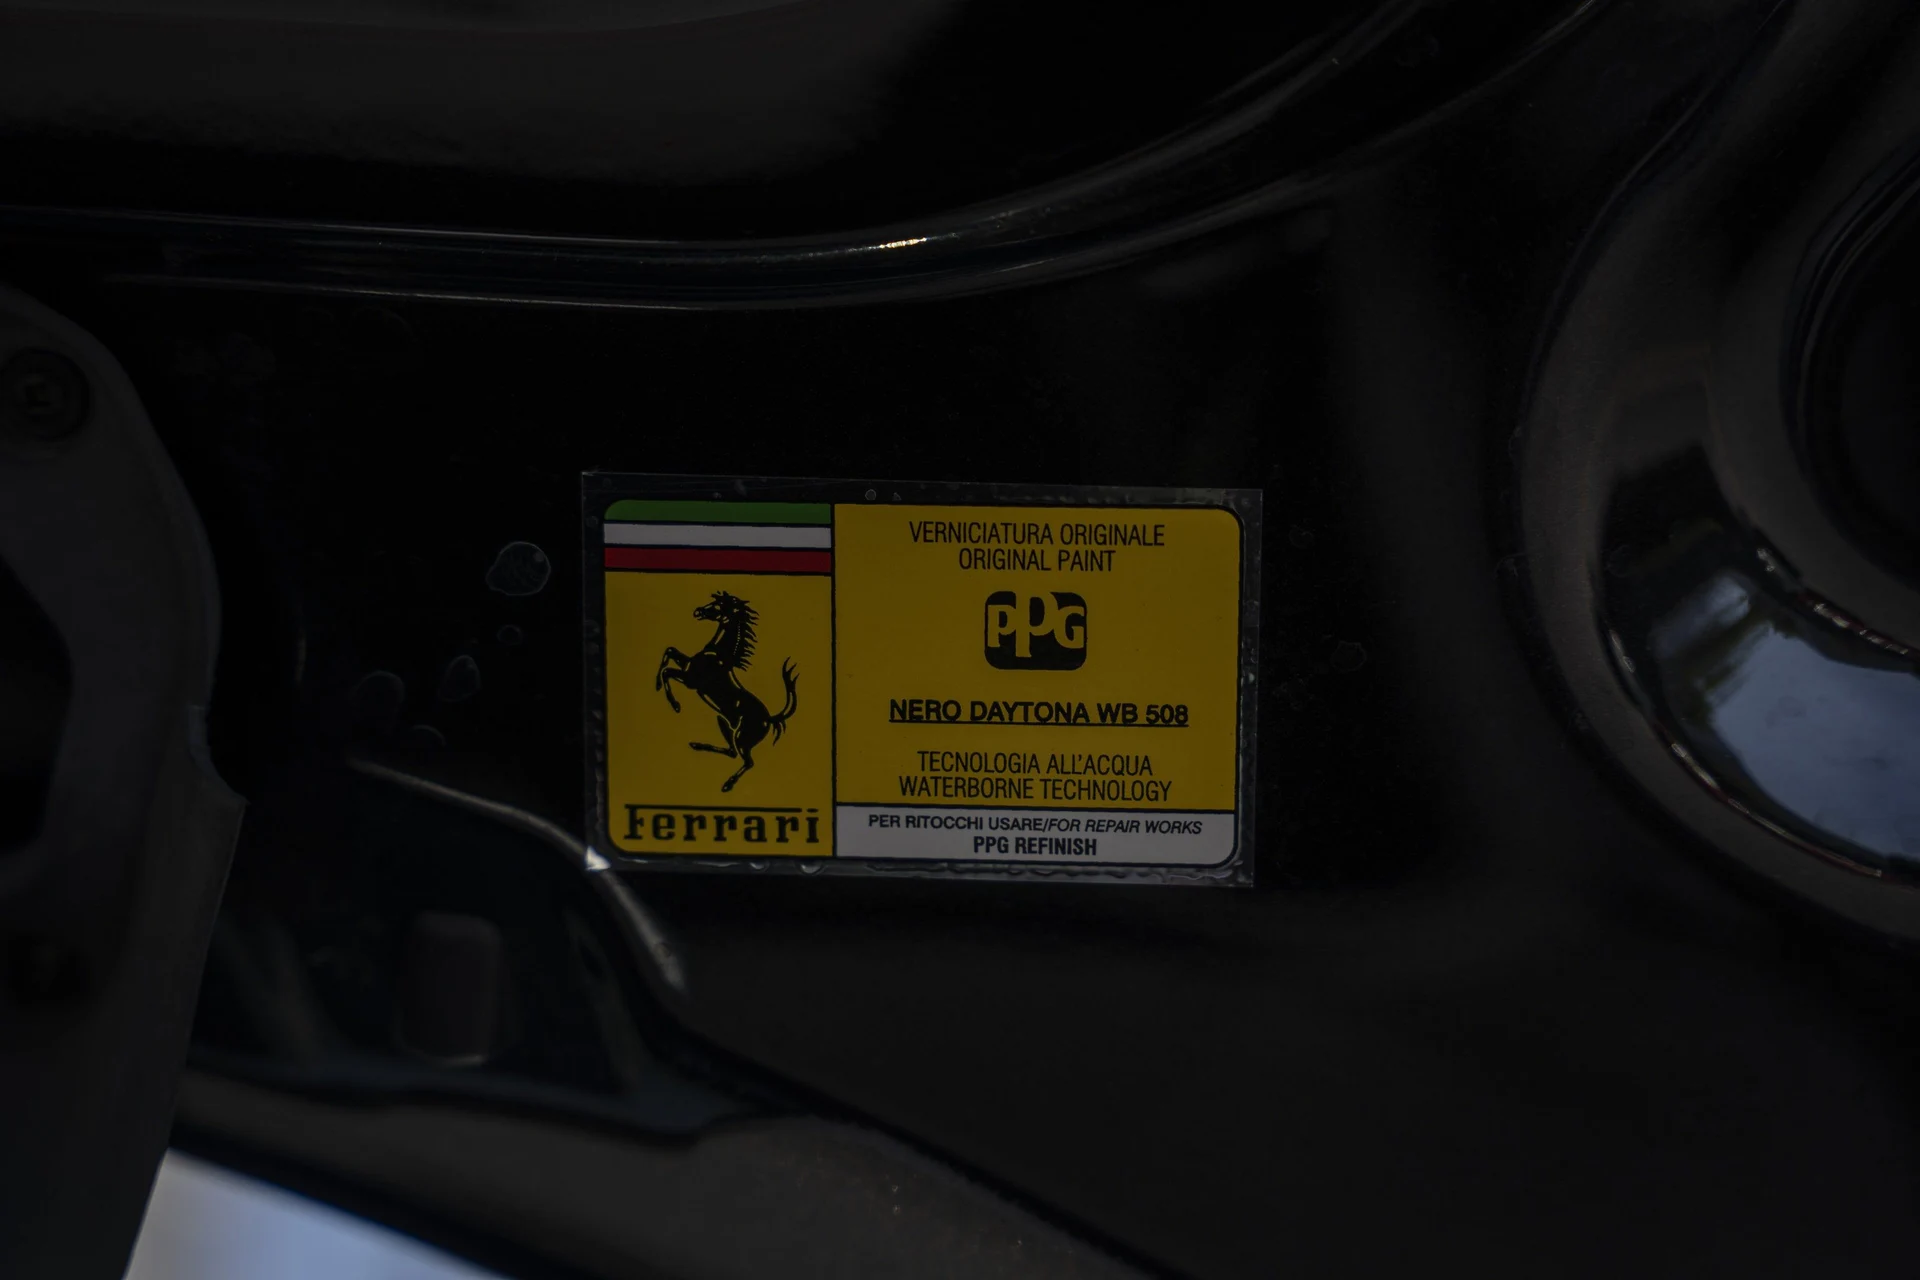 Ferrari
VERNICIATURA ORIGINALE
ORIGINAL PAINT
PPG
NERO DAYTONA WB 508
TECNOLOGIA ALL'ACQUA
WATERBORNE TECHNOLOGY
PER RITOCCHI USARE/FOR REPAIR WORKS
PPG REFINISH